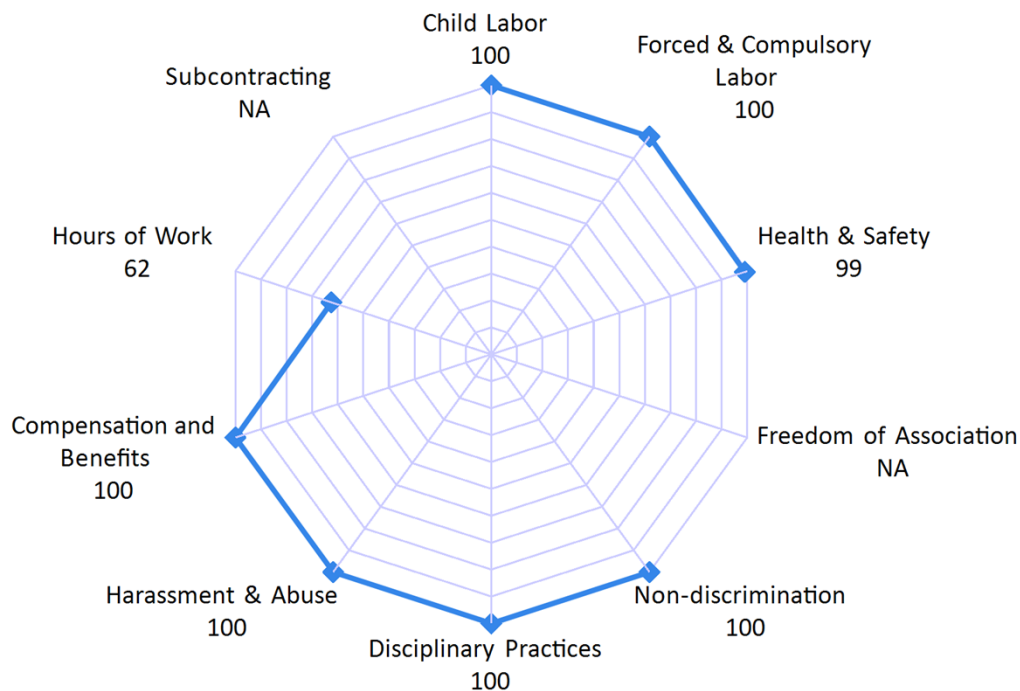 Child Labor
100
Forced & Compulsory
Labor
100
Health & Safety
99
Freedom of Association
NA
Non-discrimination
100
Disciplinary Practices
100
Harassment & Abuse
100
Compensation and
Benefits
100
Hours of Work
62
Subcontracting
NA